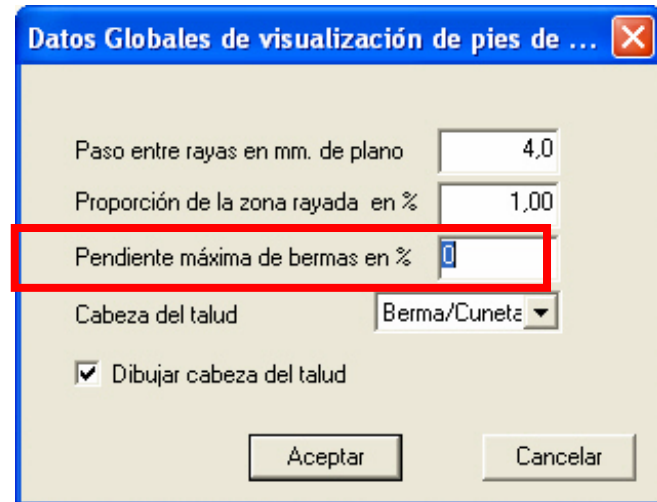 Datos Globales de visualización de pies de ...
Paso entre rayas en mm. de plano 4,0
Proporción de la zona rayada en % 1,00
Pendiente máxima de bermas en % 0
Cabeza del talud Berma/Cuneta
Dibujar cabeza del talud
Aceptar Cancelar